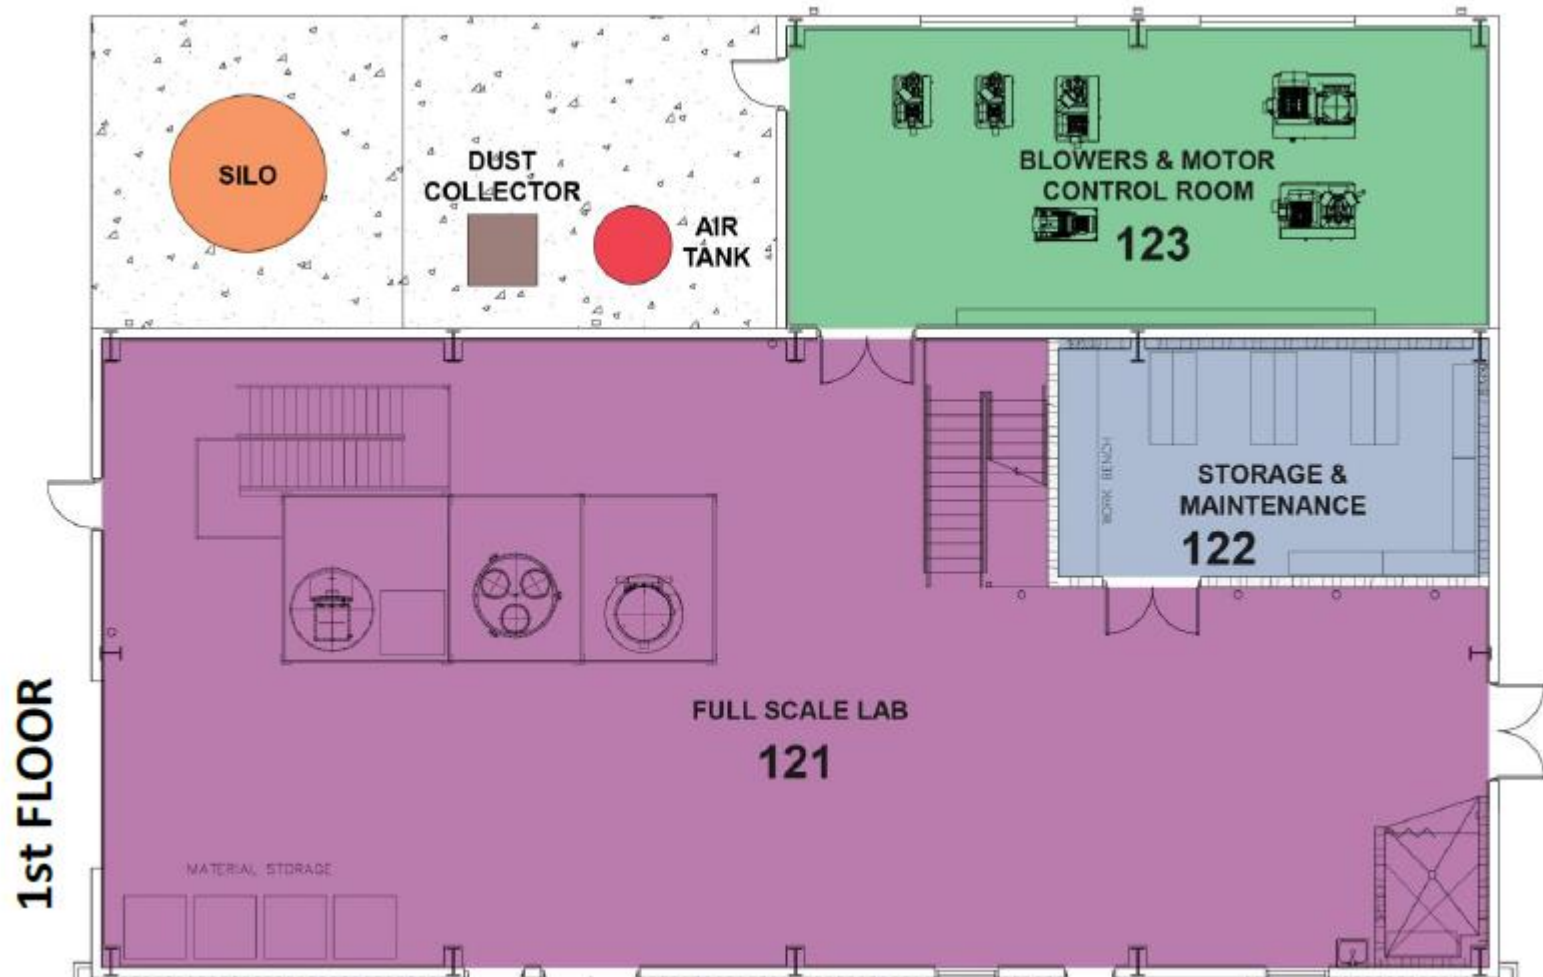 SILO
DUST
COLLECTOR
AIR
TANK
BLOWERS & MOTOR
CONTROL ROOM
123
WORK BENCH
STORAGE &
MAINTENANCE
122
FULL SCALE LAB
121
1st FLOOR
MATERIAL STORAGE